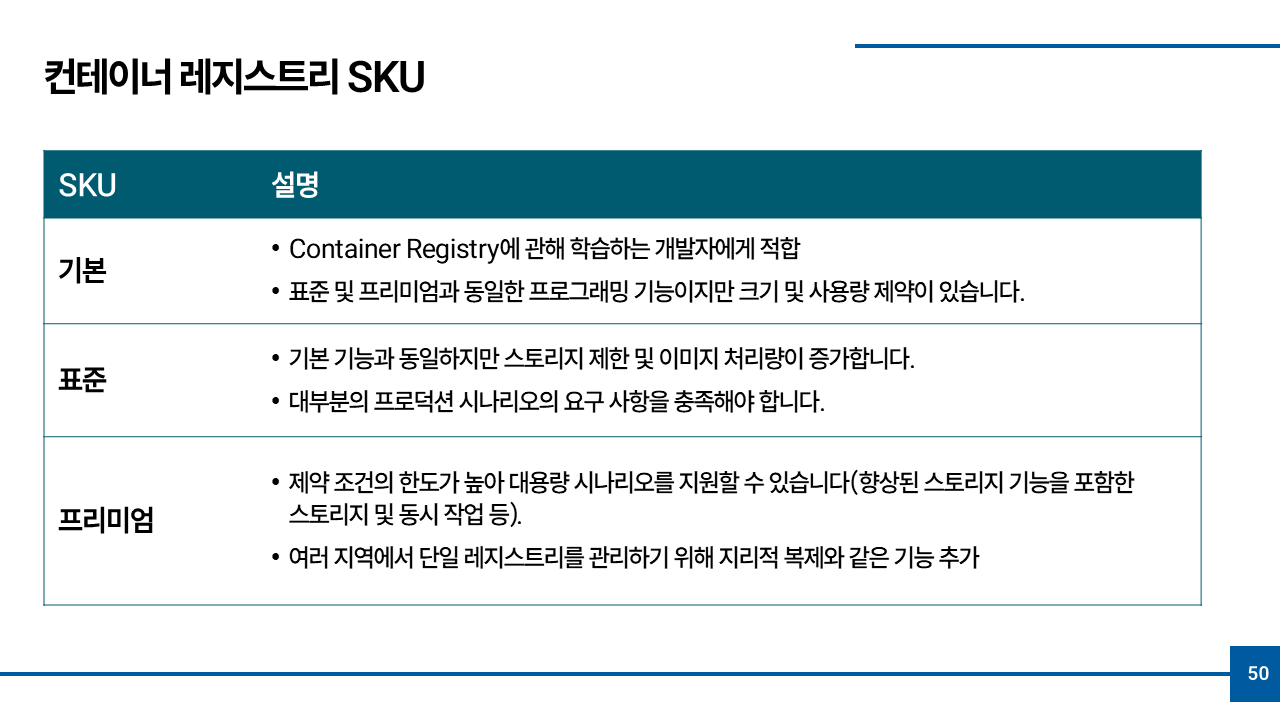 컨테이너 레지스트리 SKU
SKU
설명
기본
• Container Registry에 관해 학습하는 개발자에게 적합
• 표준 및 프리미엄과 동일한 프로그래밍 기능이지만 크기 및 사용량 제약이 있습니다.
표준
• 기본 기능과 동일하지만 스토리지 제한 및 이미지 처리량이 증가합니다.
• 대부분의 프로덕션 시나리오의 요구 사항을 충족해야 합니다.
프리미엄
• 제약 조건의 한도가 높아 대용량 시나리오를 지원할 수 있습니다(향상된 스토리지 기능을 포함한
스토리지 및 동시 작업 등).
• 여러 지역에서 단일 레지스트리를 관리하기 위해 지리적 복제와 같은 기능 추가
50